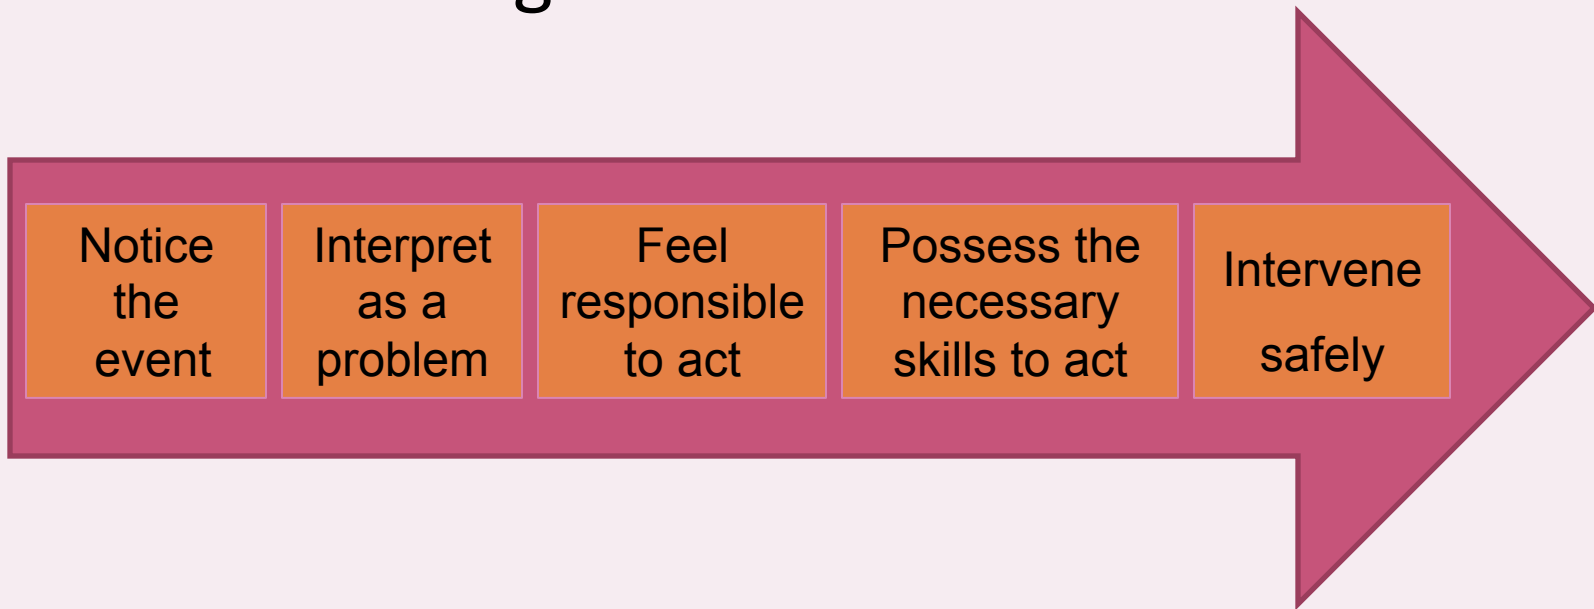 Notice
the
event
Interpret
as a
problem
Feel
responsible
to act
Possess the
necessary
skills to act
Intervene
safely